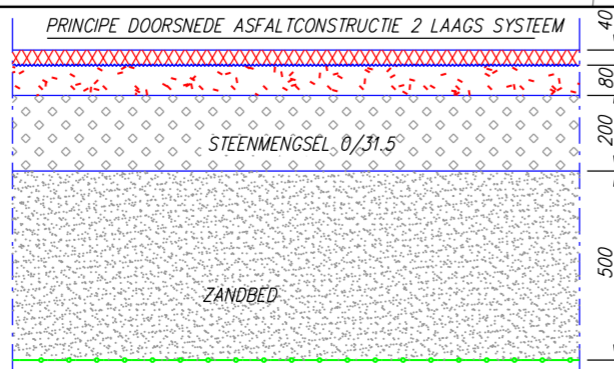 PRINCIPE DOORSNEDE ASFALTCONSTRUCTIE 2 LAAGS SYSTEEM
40
80
200
STEENMENGSEL 0/31.5
500
ZANDBED